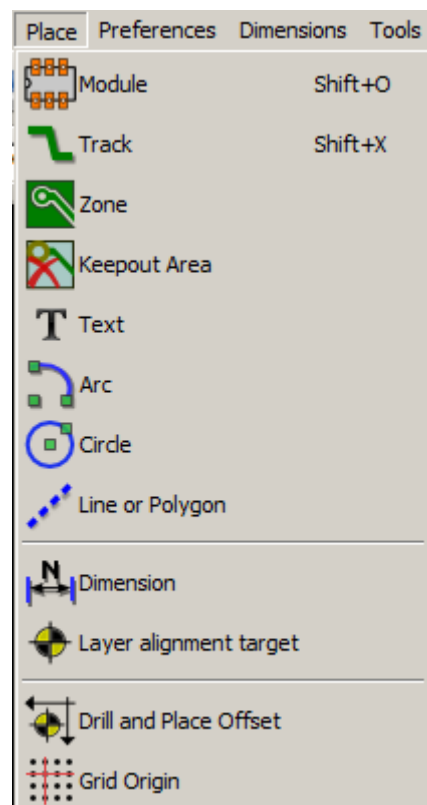 Place Preferences Dimensions Tools
Module Shift+O
Track Shift+X
Zone
Keepout Area
T Text
Arc
Circle
Line or Polygon
N Dimension
Layer alignment target
Drill and Place Offset
Grid Origin